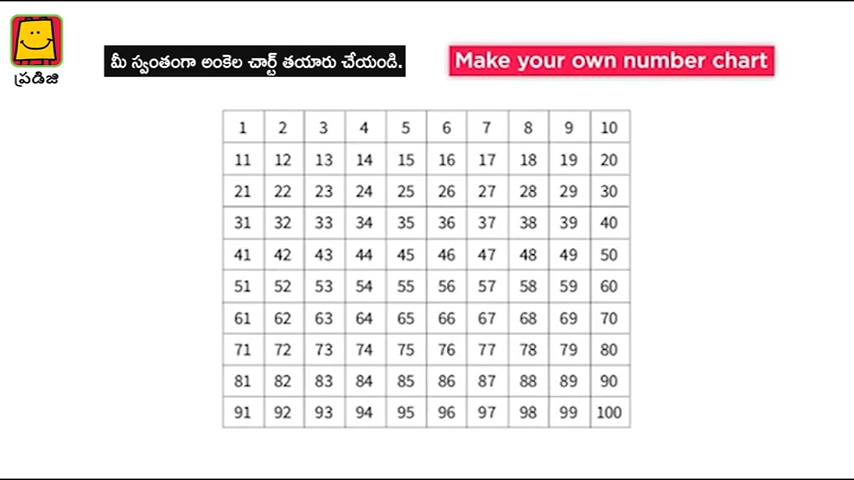 ప్రడిజి
మీ స్వంతంగా అంకెల చార్ట్ తయారు చేయండి.
Make your own number chart
1 2 3 4 5 6 7 8 9 10
11 12 13 14 15 16 17 18 19 20
21 22 23 24 25 26 27 28 29 30
31 32 33 34 35 36 37 38 39 40
41 42 43 44 45 46 47 48 49 50
51 52 53 54 55 56 57 58 59 60
61 62 63 64 65 66 67 68 69 70
71 72 73 74 75 76 77 78 79 80
81 82 83 84 85 86 87 88 89 90
91 92 93 94 95 96 97 98 99 100